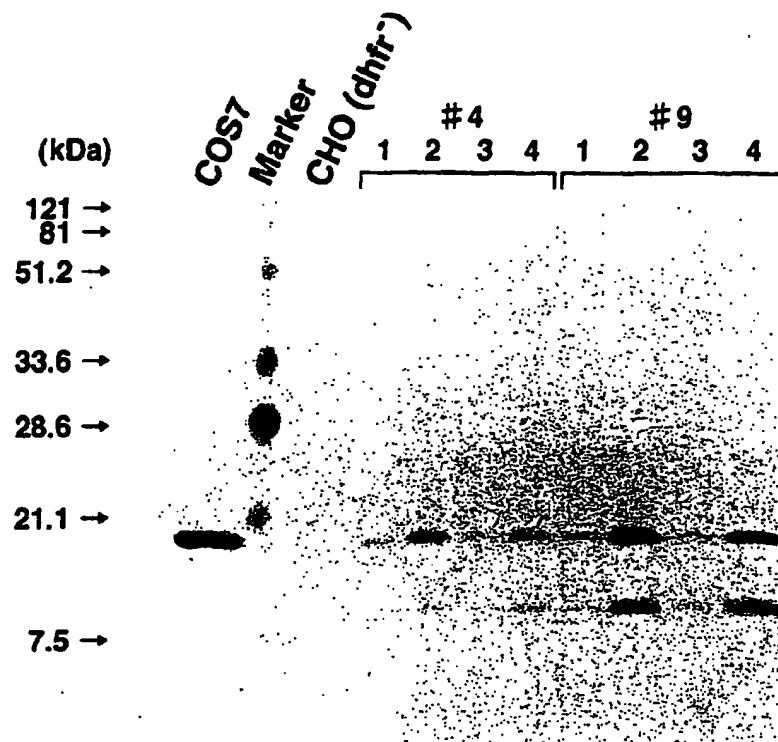 COS7
Marker
CHO (dhfr⁻)
#4
#9
(kDa)
1 2 3 4 1 2 3 4
121 →
81 →
51.2 →
33.6 →
28.6 →
21.1 →
7.5 →